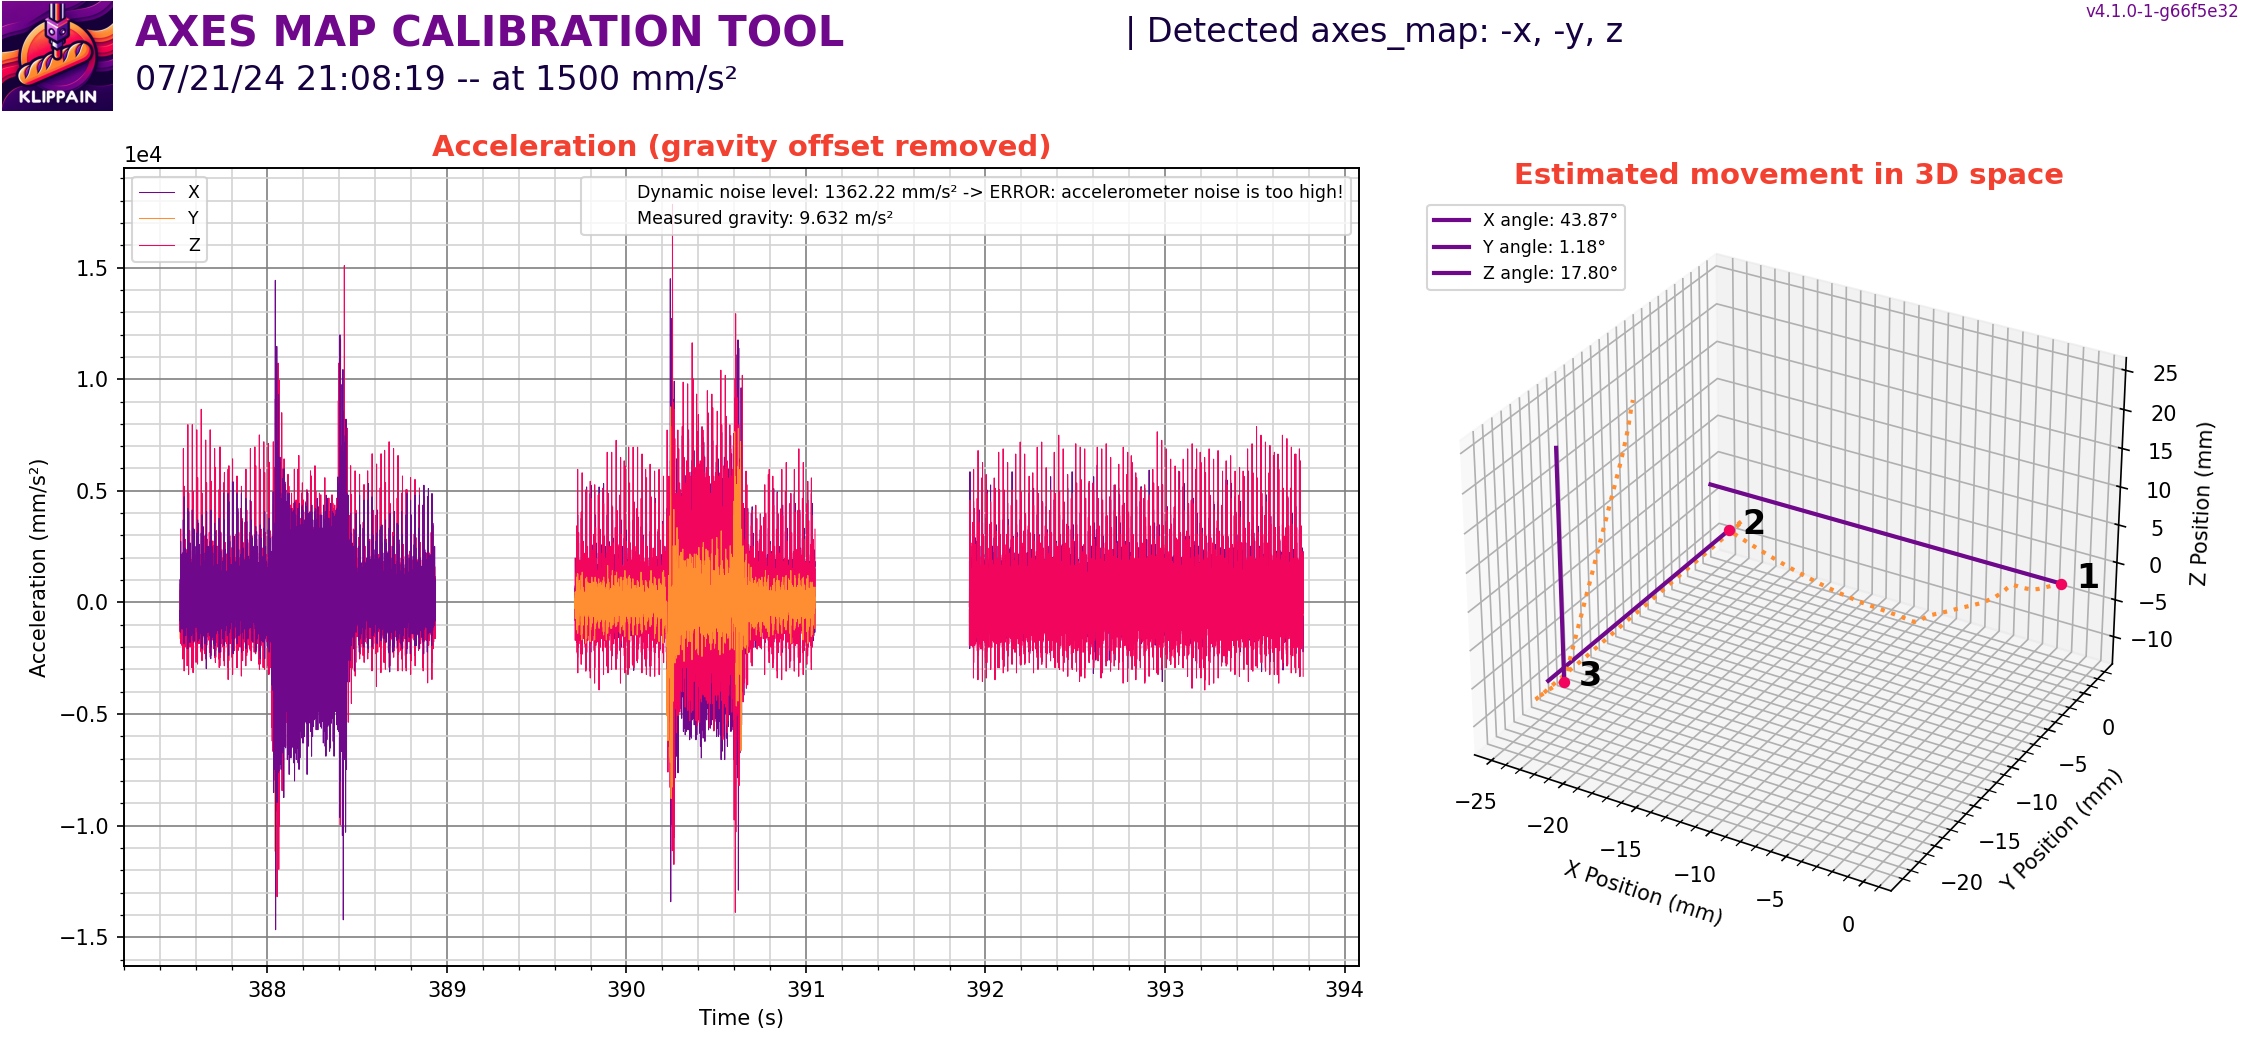 KLIPPAIN
AXES MAP CALIBRATION TOOL
07/21/24 21:08:19 -- at 1500 mm/s²
| Detected axes_map: -x, -y, z
v4.1.0-1-g66f5e32
Acceleration (gravity offset removed)
1e4
X
Y
Z
Dynamic noise level: 1362.22 mm/s² -> ERROR: accelerometer noise is too high!
Measured gravity: 9.632 m/s²
Acceleration (mm/s²)
1.5
1.0
0.5
0.0
−0.5
−1.0
−1.5
388 389 390 391 392 393 394
Time (s)
Estimated movement in 3D space
X angle: 43.87°
Y angle: 1.18°
Z angle: 17.80°
1
2
3
25
20
15
10
5
0
−5
−10
Z Position (mm)
0
−5
−10
−15
−20
Y Position (mm)
−25
−20
−15
−10
−5
0
X Position (mm)